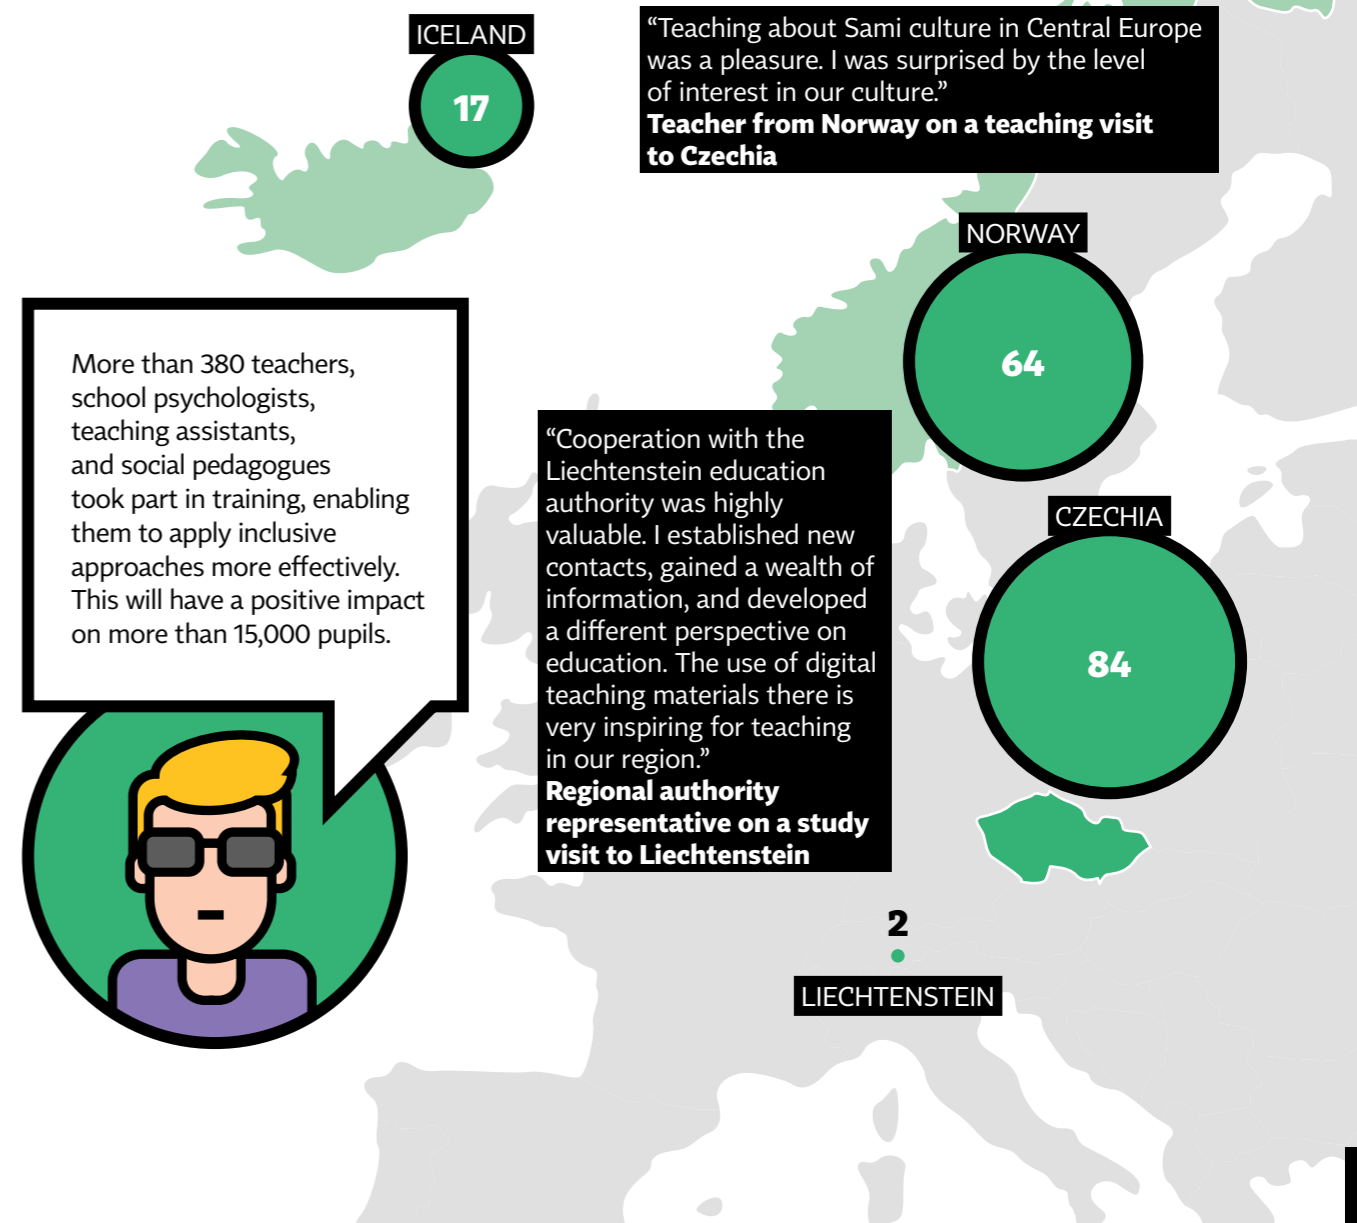 ICELAND
17
“Teaching about Sami culture in Central Europe
was a pleasure. I was surprised by the level
of interest in our culture.”
Teacher from Norway on a teaching visit
to Czechia
NORWAY
64
More than 380 teachers,
school psychologists,
teaching assistants,
and social pedagogues
took part in training, enabling
them to apply inclusive
approaches more effectively.
This will have a positive impact
on more than 15,000 pupils.
“Cooperation with the
Liechtenstein education
authority was highly
valuable. I established new
contacts, gained a wealth of
information, and developed
a different perspective on
education. The use of digital
teaching materials there is
very inspiring for teaching
in our region.”
Regional authority
representative on a study
visit to Liechtenstein
CZECHIA
84
2
LIECHTENSTEIN